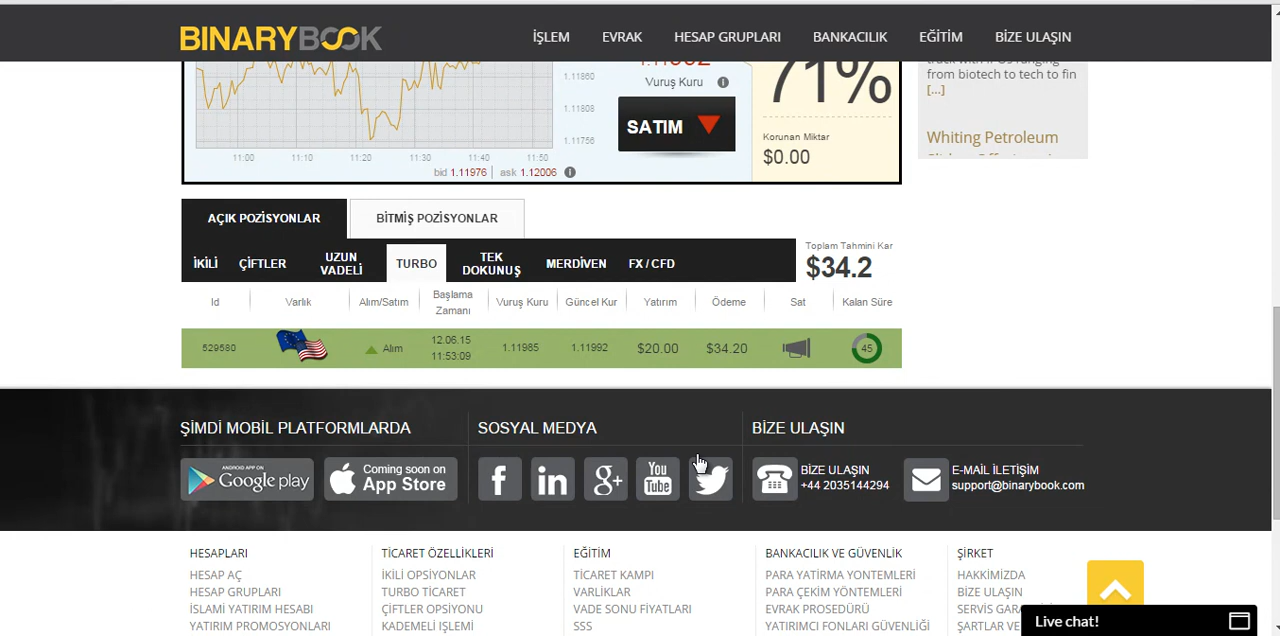 BINARYBOOK
İŞLEM EVRAK HESAP GRUPLARI BANKACILIK EĞİTİM BİZE ULAŞIN
from biotech to tech to fin
[...]
Whiting Petroleum
1.11860
1.11808
1.11756
11:00 11:10 11:20 11:30 11:40 11:50
bid 1.11976 ask 1.12006
Vuruş Kuru
SATIM
71%
Korunan Miktar
$0.00
AÇIK POZİSYONLAR BİTMİŞ POZİSYONLAR
İKİLİ ÇİFTLER UZUN VADELİ TURBO TEK DOKUNUŞ MERDİVEN FX / CFD
Toplam Tahmini Kar
$34.2
Id Varlık Alım/Satım Başlama Zamanı Vuruş Kuru Güncel Kur Yatırım Ödeme Sat Kalan Süre
529580 Alım 12.06.15 11:53:09 1.11985 1.11992 $20.00 $34.20 45
ŞİMDİ MOBİL PLATFORMLARDA
ANDROID APP ON
Google play
Coming soon on
App Store
SOSYAL MEDYA
f in g+ You Tube
BİZE ULAŞIN
BİZE ULAŞIN
+44 2035144294
E-MAIL İLETİŞİM
support@binarybook.com
HESAPLARI
HESAP AÇ
HESAP GRUPLARI
İSLAMİ YATIRIM HESABI
YATIRIM PROMOSYONLARI
TİCARET ÖZELLİKLERİ
İKİLİ OPSİYONLAR
TURBO TİCARET
ÇİFTLER OPSİYONU
KADEMELİ İŞLEMİ
EĞİTİM
TİCARET KAMPI
VARLIKLAR
VADE SONU FİYATLARI
SSS
BANKACILIK VE GÜVENLİK
PARA YATIRMA YONTEMLERİ
PARA ÇEKİM YÖNTEMLERİ
EVRAK PROSEDÜRÜ
YATIRIMCI FONLARI GÜVENLİĞİ
ŞİRKET
HAKKIMIZDA
BİZE ULAŞIN
SERVİS
ŞARTLAR VE
Live chat!